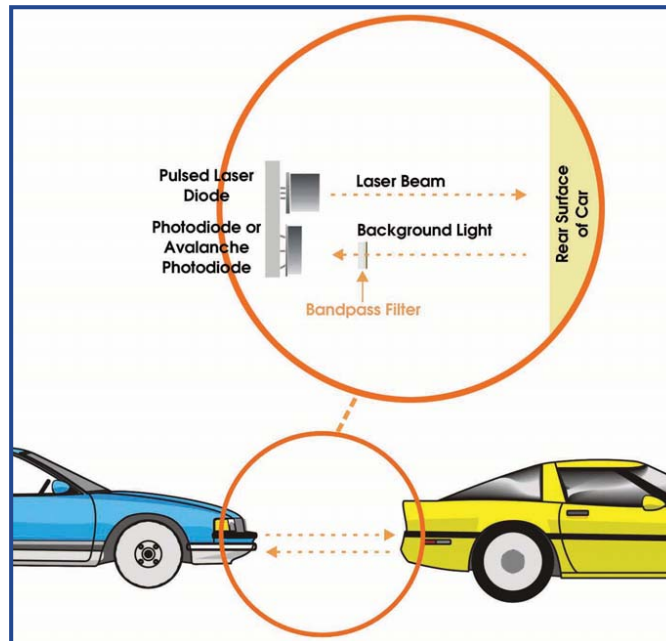 Pulsed Laser
Diode
Laser Beam
Photodiode or
Avalanche
Photodiode
Background Light
Bandpass Filter
Rear Surface
of Car